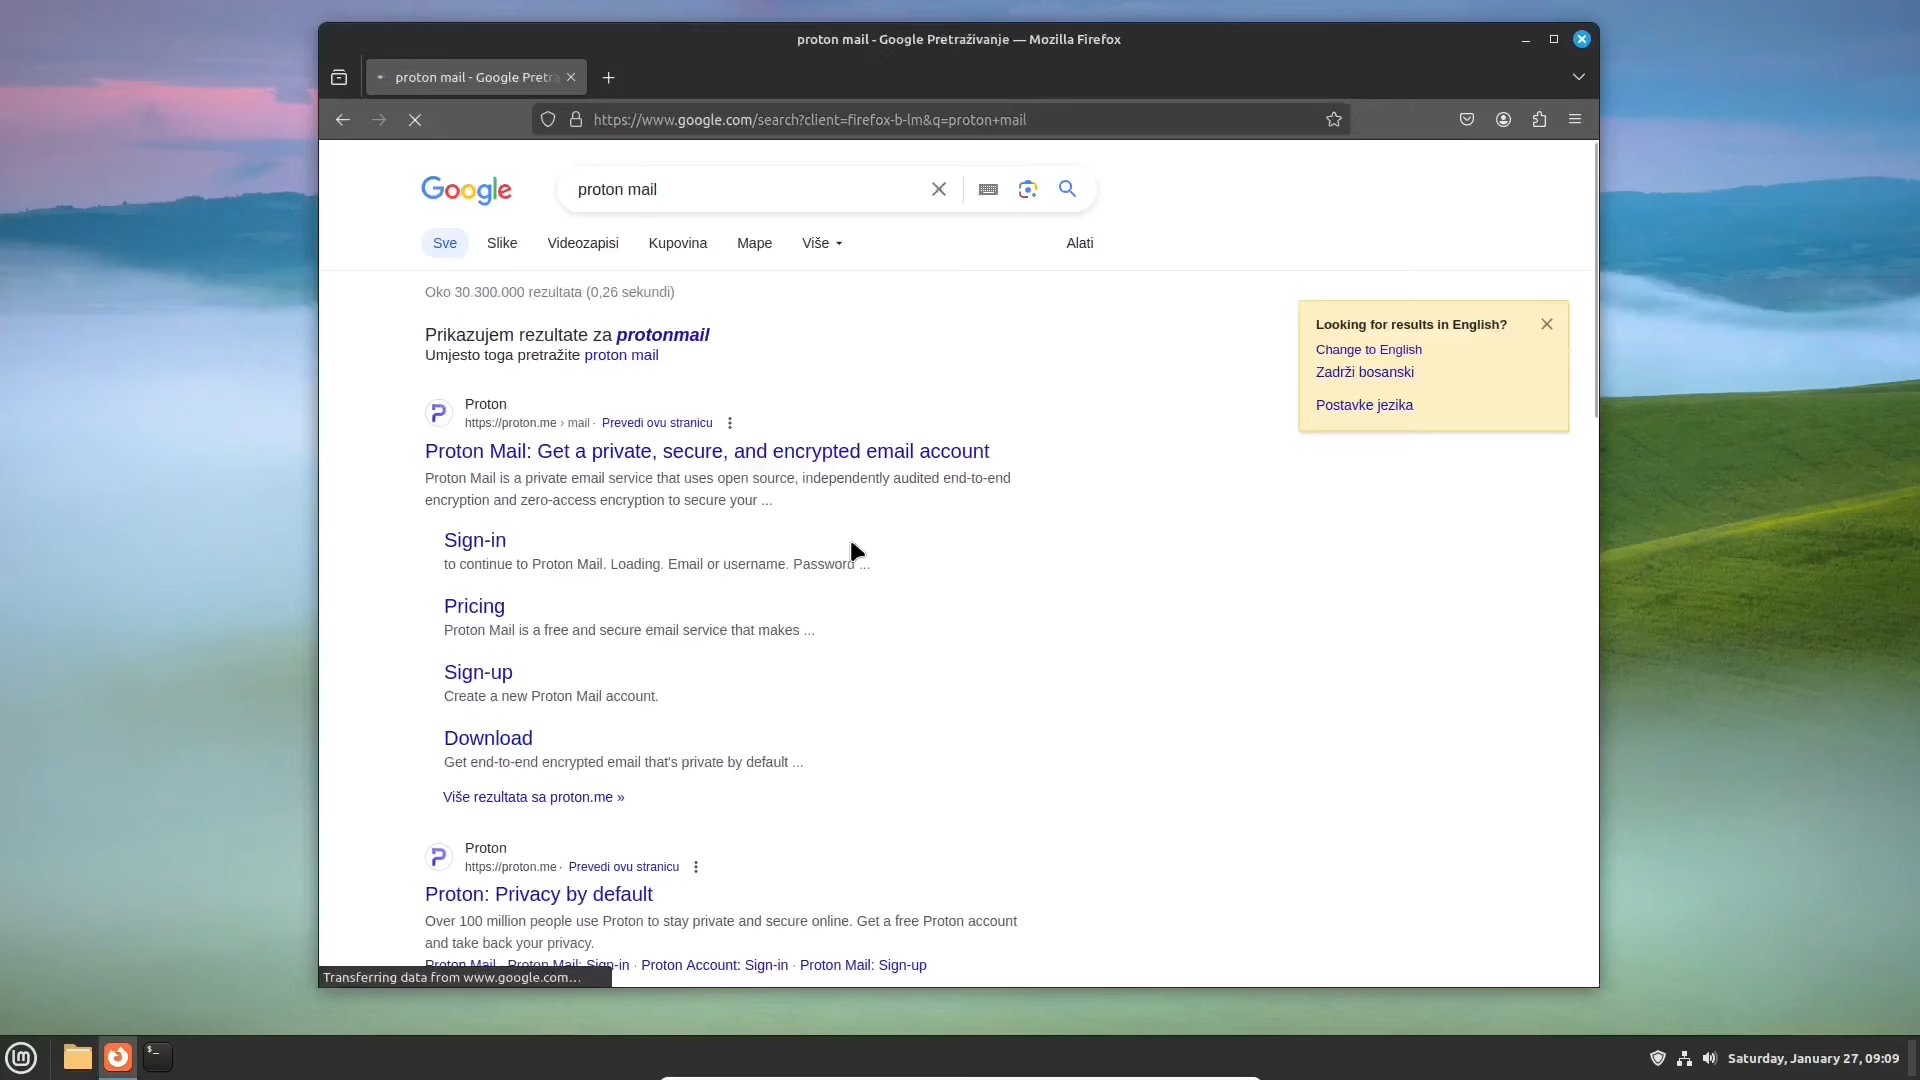 proton mail - Google Pretraživanje — Mozilla Firefox
proton mail - Google Pretra
https://www.google.com/search?client=firefox-b-lm&q=proton+mail
Google
proton mail
Sve
Slike
Videozapisi
Kupovina
Mape
Više
Alati
Oko 30.300.000 rezultata (0,26 sekundi)
Prikazujem rezultate za protonmail
Umjesto toga pretražite proton mail
Looking for results in English?
Change to English
Zadrži bosanski
Postavke jezika
Proton
https://proton.me › mail · Prevedi ovu stranicu
Proton Mail: Get a private, secure, and encrypted email account
Proton Mail is a private email service that uses open source, independently audited end-to-end
encryption and zero-access encryption to secure your ...
Sign-in
to continue to Proton Mail. Loading. Email or username. Password ...
Pricing
Proton Mail is a free and secure email service that makes ...
Sign-up
Create a new Proton Mail account.
Download
Get end-to-end encrypted email that's private by default ...
Više rezultata sa proton.me »
Proton
https://proton.me · Prevedi ovu stranicu
Proton: Privacy by default
Over 100 million people use Proton to stay private and secure online. Get a free Proton account
and take back your privacy.
Proton Mail · Proton Mail: Sign-in · Proton Account: Sign-in · Proton Mail: Sign-up
Transferring data from www.google.com…
lm
$_
Saturday, January 27, 09:09